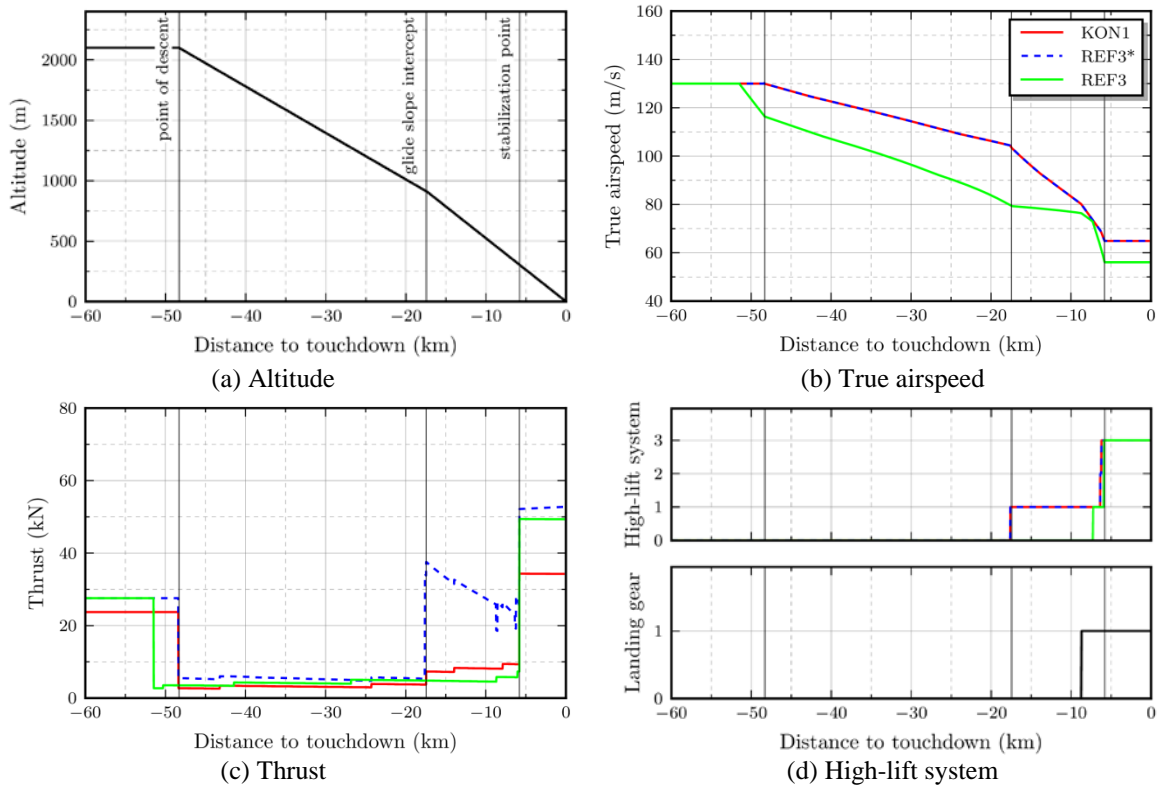 2000
1500
1000
500
0
Altitude (m)
point of descent
glide slope intercept
stabilization point
−60 −50 −40 −30 −20 −10 0
Distance to touchdown (km)
(a) Altitude
160
140
120
100
80
60
40
True airspeed (m/s)
KON1
REF3*
REF3
−60 −50 −40 −30 −20 −10 0
Distance to touchdown (km)
(b) True airspeed
80
60
40
20
0
Thrust (kN)
−60 −50 −40 −30 −20 −10 0
Distance to touchdown (km)
(c) Thrust
3
2
1
0
High-lift system
1
0
Landing gear
−60 −50 −40 −30 −20 −10 0
Distance to touchdown (km)
(d) High-lift system